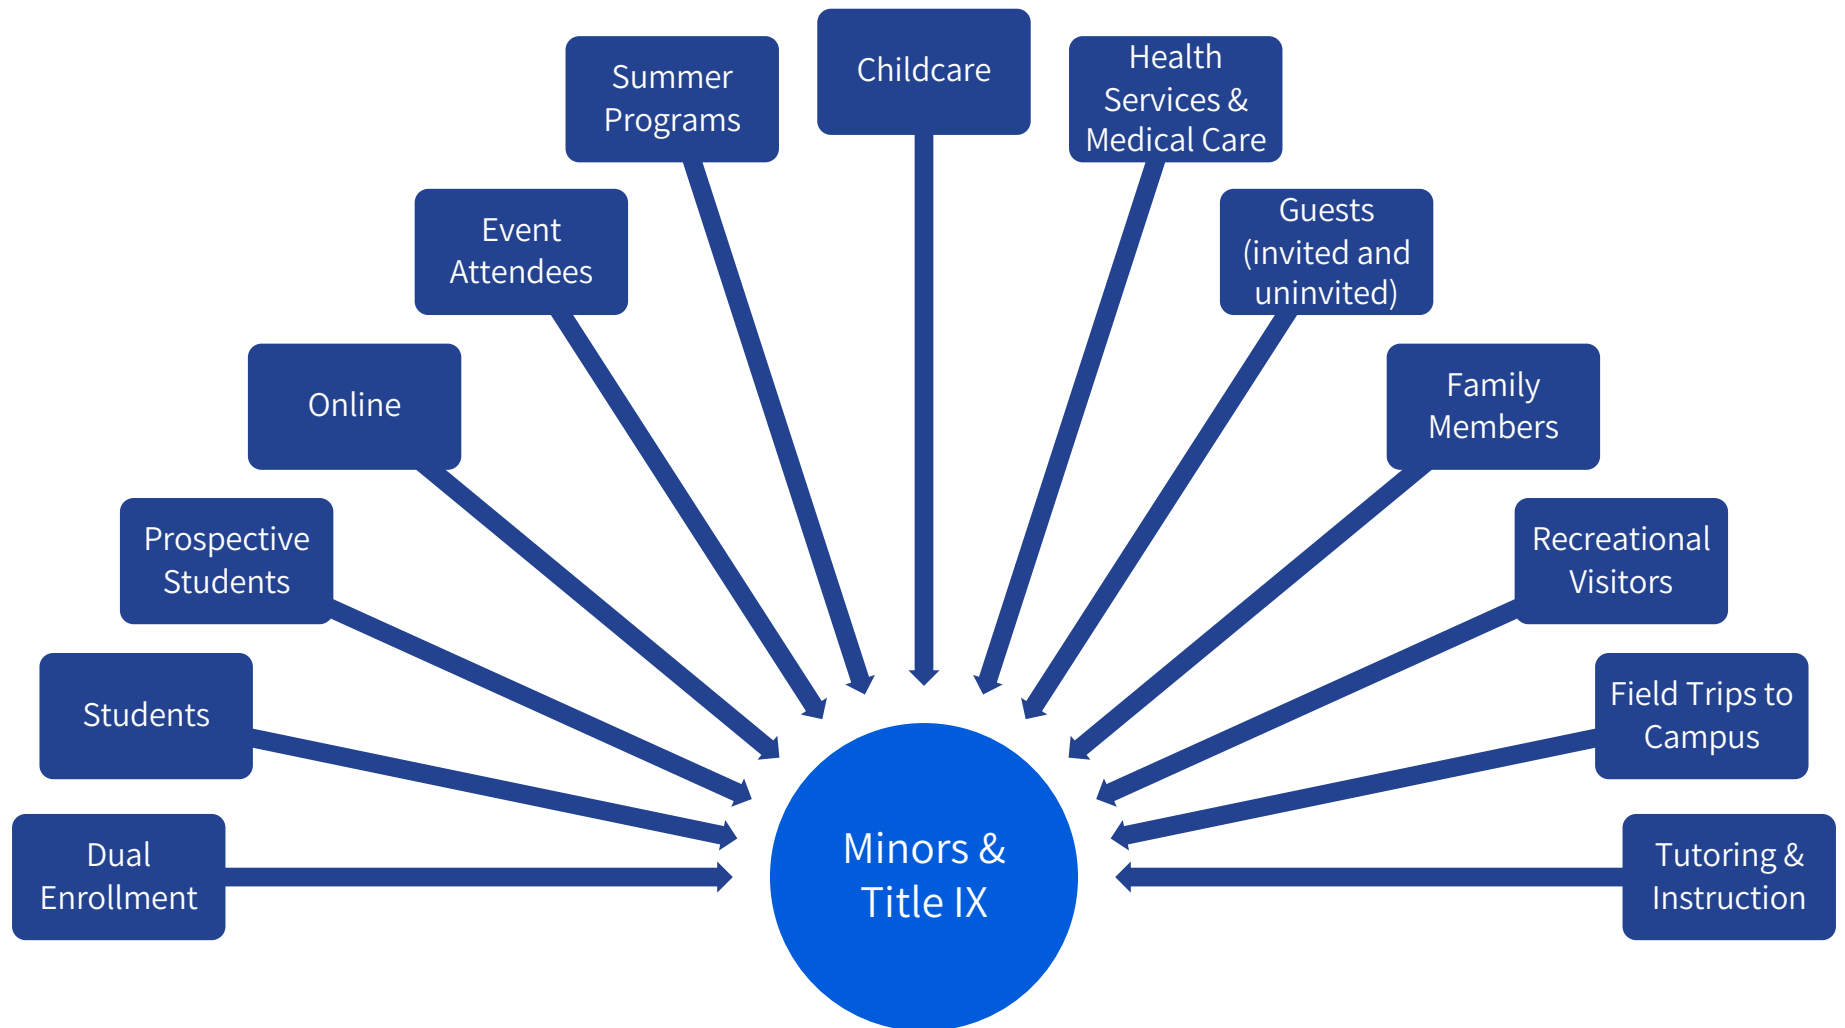 Childcare
Summer
Programs
Health
Services &
Medical Care
Event
Attendees
Guests
(invited and
uninvited)
Online
Family
Members
Prospective
Students
Recreational
Visitors
Students
Field Trips to
Campus
Dual
Enrollment
Minors &
Title IX
Tutoring &
Instruction